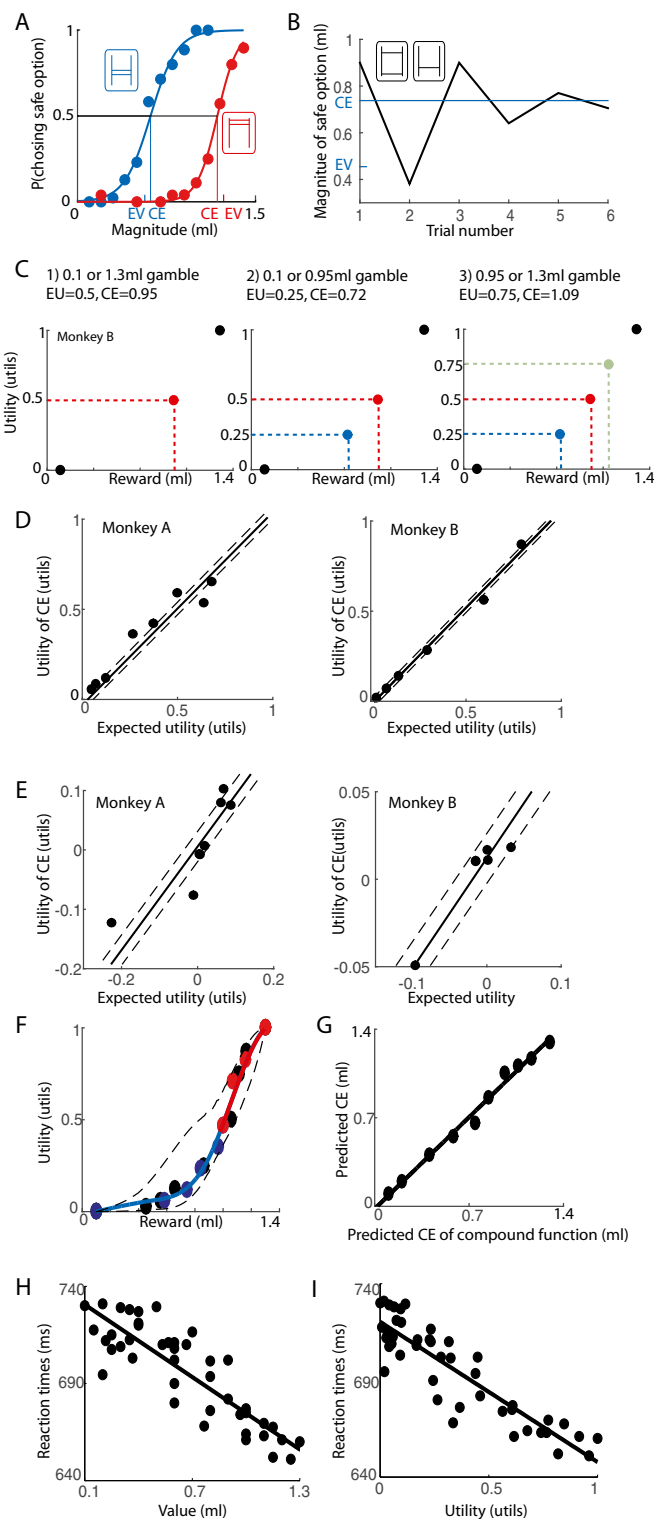 A
1
P(chosing safe option)
0.5
0
0
EV CE
CE EV
1.5
Magnitude (ml)
B
1
Magnitue of safe option (ml)
0.8
CE
0.6
EV
0.4
1 2 3 4 5 6
Trial number
C
1) 0.1 or 1.3ml gamble
EU=0.5, CE=0.95
2) 0.1 or 0.95ml gamble
EU=0.25, CE=0.72
3) 0.95 or 1.3ml gamble
EU=0.75, CE=1.09
Monkey B
Utility (utils)
1
0.5
0
Reward (ml)
1.4
1
0.5
0.25
0
Reward (ml)
1.4
1
0.75
0.5
0.25
0
Reward (ml)
1.4
D
Monkey A
Utility of CE (utils)
1
0.5
0
0 0.5 1
Expected utility (utils)
Monkey B
Utility of CE (utils)
1
0.5
0
0 0.5 1
Expected utility (utils)
E
Monkey A
Utility of CE (utils)
0.1
0
-0.1
-0.2
-0.2 0 0.2
Expected utility (utils)
Monkey B
Utility of CE(utils)
0.05
0
-0.05
-0.1 0 0.1
Expected utility
F
Utility (utils)
1
0.5
0
0
Reward (ml)
1.4
G
Predicted CE (ml)
1.4
0.7
0
0 0.7 1.4
Predicted CE of compound function (ml)
H
Reaction times (ms)
740
690
640
0.1 0.7 1.3
Value (ml)
I
Reaction times (ms)
740
690
640
0 0.5 1
Utility (utils)